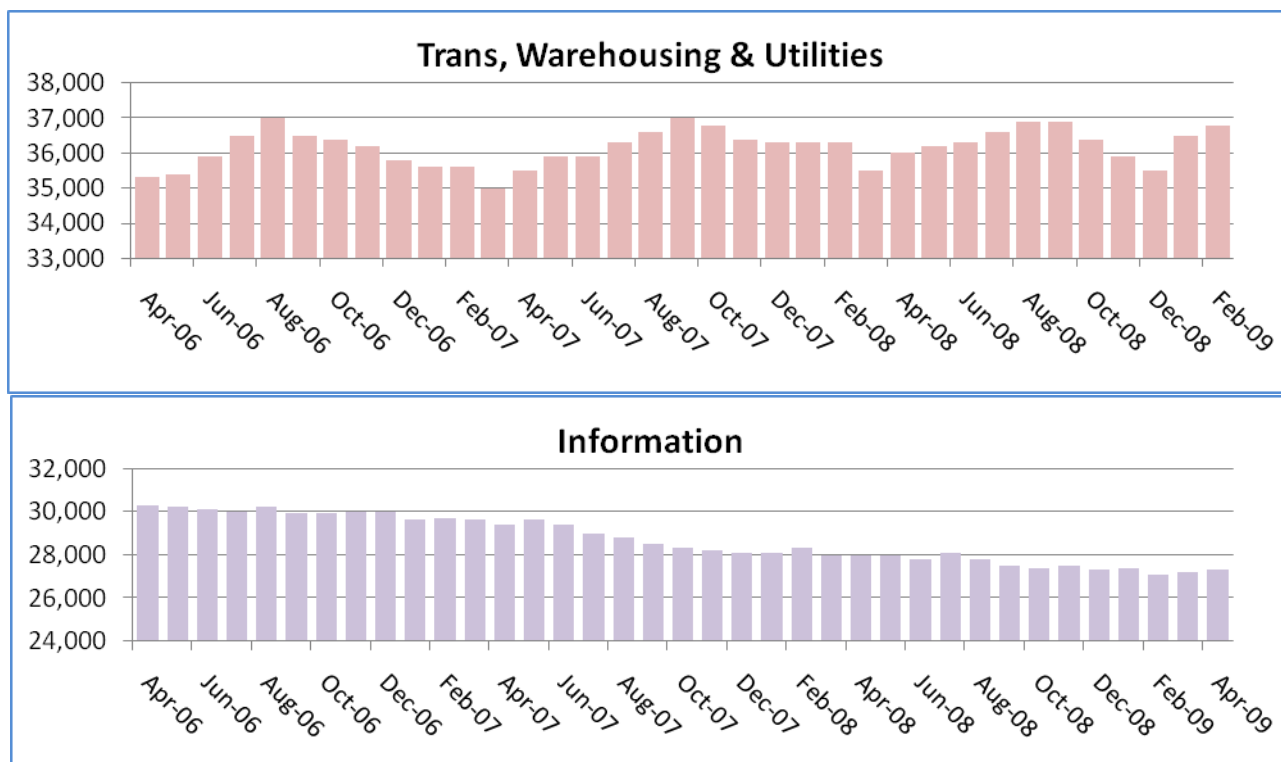 Trans, Warehousing & Utilities
38,000
37,000
36,000
35,000
34,000
33,000
Apr-06
Jun-06
Aug-06
Oct-06
Dec-06
Feb-07
Apr-07
Jun-07
Aug-07
Oct-07
Dec-07
Feb-08
Apr-08
Jun-08
Aug-08
Oct-08
Dec-08
Feb-09
Information
32,000
30,000
28,000
26,000
24,000
Apr-06
Jun-06
Aug-06
Oct-06
Dec-06
Feb-07
Apr-07
Jun-07
Aug-07
Oct-07
Dec-07
Feb-08
Apr-08
Jun-08
Aug-08
Oct-08
Dec-08
Feb-09
Apr-09